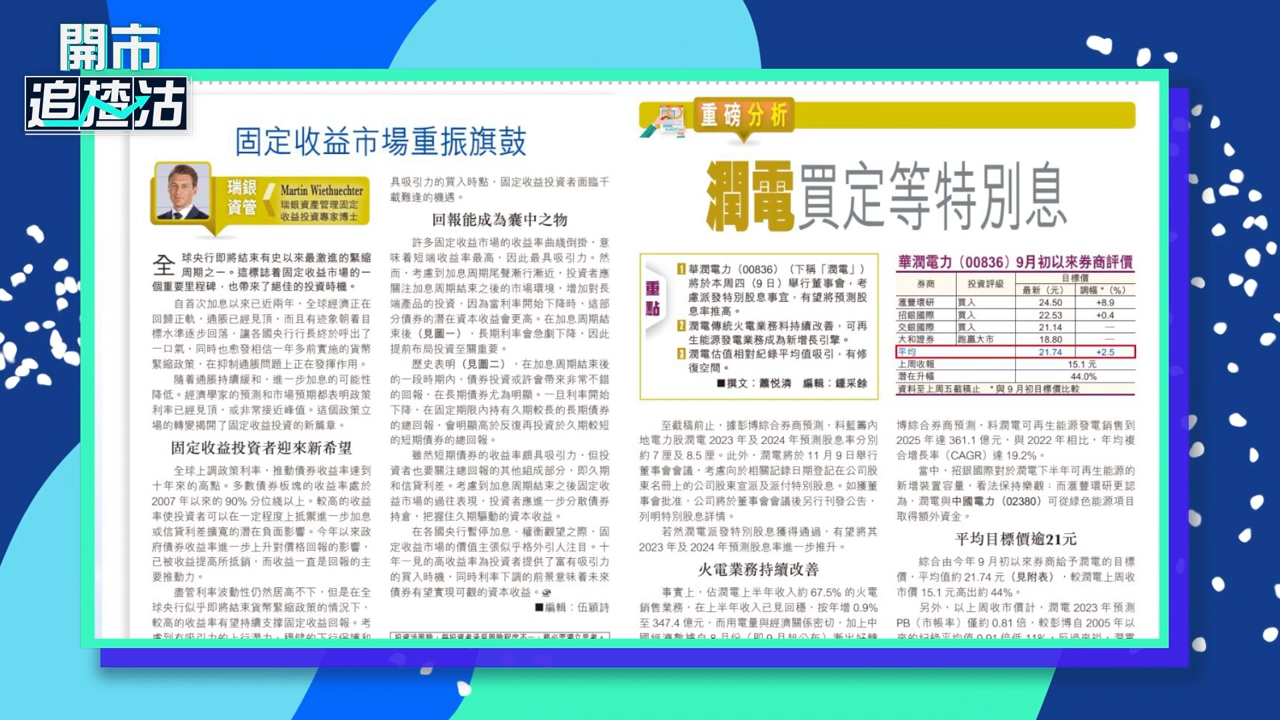 開市
追揸沽
固定收益市場重振旗鼓
瑞銀
資管
Martin Wiethuechter
瑞銀資產管理固定
收益投資專家博士
全球央行即將結束有史以來最激進的緊縮
周期之一。這標誌着固定收益市場的一
個重要里程碑，也帶來了絕佳的投資時機。
自首次加息以來已近兩年，全球經濟正在
回歸正軌，通脹已經見頂，而且有迹象朝着目
標水準逐步回落，讓各國央行行長終於呼出了
一口氣，同時也愈發相信一年多前實施的貨幣
緊縮政策，在抑制通脹問題上正在發揮作用。
隨着通脹持續緩和，進一步加息的可能性
降低。經濟學家的預測和市場預期都表明政策
利率已經見頂，或非常接近峰值。這個政策立
場的轉變揭開了固定收益投資的新篇章。
固定收益投資者迎來新希望
全球上調政策利率，推動債券收益率達到
十年來的高點。多數債券板塊的收益率處於
2007 年以來的 90% 分位綫以上。較高的收益
率使投資者可以在一定程度上抵禦進一步加息
或信貸利差擴寬的潛在負面影響。今年以來政
府債券收益率進一步上升對價格回報的影響，
已被收益提高所抵銷，而收益一直是回報的主
要推動力。
盡管利率波動性仍然居高不下，但是在全
球央行似乎即將結束貨幣緊縮政策的情況下，
較高的收益率有望持續支撐固定收益回報。考
慮到有吸引力的上行潛力、穩健的下行保護和
具吸引力的買入時點，固定收益投資者面臨千
載難逢的機遇。
回報能成為囊中之物
許多固定收益市場的收益率曲綫倒掛，意
味着短端收益率最高，因此最具吸引力。然
而，考慮到加息周期尾聲漸行漸近，投資者應
關注加息周期結束之後的市場環境，增加對長
端產品的投資，因為當利率開始下降時，這部
分債券的潛在資本收益會更高。在加息周期結
束後（見圖一），長期利率會急劇下降，因此
提前布局投資至關重要。
歷史表明（見圖二），在加息周期結束後
的一段時期內，債券投資或許會帶來非常不錯
的回報，在長期債券尤為明顯。一旦利率開始
下降，在固定期限內持有久期較長的長期債券
的總回報，會明顯高於反復再投資於久期較短
的短期債券的總回報。
雖然短期債券的收益率頗具吸引力，但投
資者也要關注總回報的其他組成部分，即久期
和信貸利差。考慮到加息周期結束之後固定收
益市場的過往表現，投資者應進一步分散債券
持倉，把握住久期驅動的資本收益。
在各國央行暫停加息、權衡觀望之際，固
定收益市場的價值主張似乎格外引人注目。十
年一見的高收益率為投資者提供了富有吸引力
的買入時機，同時利率下調的前景意味着未來
債券有望實現可觀的資本收益。
■編輯：伍穎詩
重磅分析
潤電買定等特別息
重點
1 華潤電力（00836）（下稱「潤電」）
將於本周四（9 日）舉行董事會，考
慮派發特別股息事宜，有望將預測股
息率推高。
2 潤電傳統火電業務料持續改善，可再
生能源發電業務成為新增長引擎。
3 潤電估值相對紀錄平均值吸引，有修
復空間。
■撰文：蕭悅潾　編輯：鍾采餘
華潤電力（00836）9月初以來券商評價
券商 投資評級 目標價
最新（元） 調幅 *（%）
滙豐環研 買入 24.50 +8.9
招銀國際 買入 22.53 +0.4
交銀國際 買入 21.14 —
大和證券 跑贏大市 18.80 —
平均 21.74 +2.5
上周收報 15.1 元
潛在升幅 44.0%
資料至上周五截稿止　* 與 9 月初目標價比較
至截稿前止，據彭博綜合券商預測，料藍籌內
地電力股潤電 2023 年及 2024 年預測股息率分別
約 7 厘及 8.5 厘。此外，潤電將於 11 月 9 日舉行
董事會會議，考慮向於相關記錄日期登記在公司股
東名冊上的公司股東宣派及派付特別股息。如獲董
事會批准，公司將於董事會會議後另行刊發公告，
列明特別股息詳情。
若然潤電派發特別股息獲得通過，有望將其
2023 年及 2024 年預測股息率進一步推升。
火電業務持續改善
事實上，佔潤電上半年收入約 67.5% 的火電
銷售業務，在上半年收入已見回穩，按年增 0.9%
至 347.4 億元，而用電量與經濟關係密切，加上中
博綜合券商預測，料潤電可再生能源發電銷售到
2025 年達 361.1 億元，與 2022 年相比，年均複
合增長率（CAGR）達 19.2%。
當中，招銀國際對於潤電下半年可再生能源的
新增裝置容量，看法保持樂觀；而滙豐環研更認
為，潤電與中國電力（02380）可從綠色能源項目
取得額外資金。
平均目標價逾21元
綜合由今年 9 月初以來券商給予潤電的目標
價，平均值約 21.74 元（見附表），較潤電上周收
市價 15.1 元高出約 44%。
另外，以上周收市價計，潤電 2023 年預測
PB（市帳率）僅約 0.81 倍，較彭博自 2005 年以